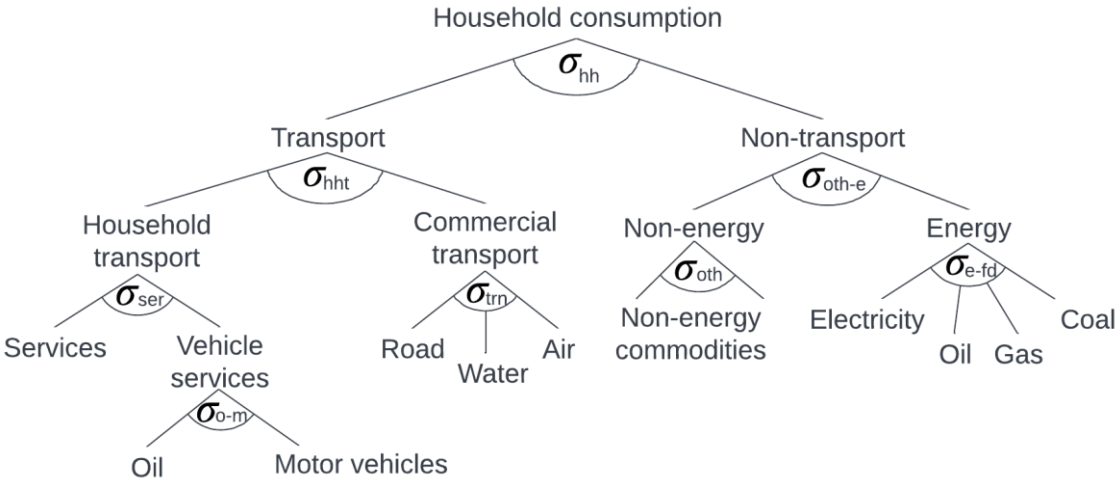 Household consumption
σhh
Transport
Non-transport
σhht
σoth-e
Household
transport
Commercial
transport
Non-energy
Energy
σser
σtrn
σoth
σe-fd
Services
Vehicle
services
Road
Water
Air
Non-energy
commodities
Electricity
Oil
Gas
Coal
σo-m
Oil
Motor vehicles